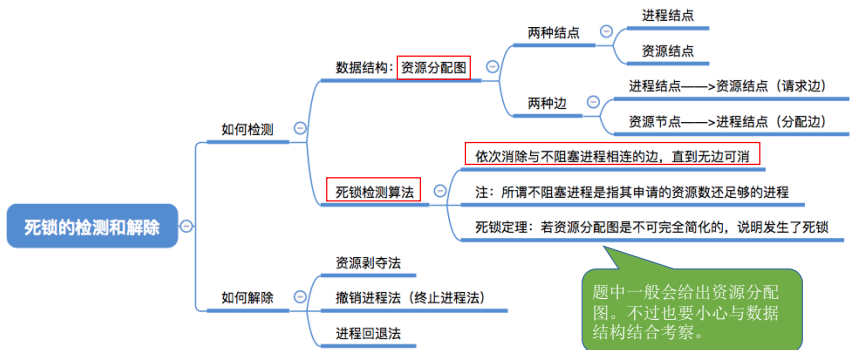 进程结点
两种结点
资源结点
数据结构：资源分配图
进程结点——>资源结点（请求边）
两种边
资源节点——>进程结点（分配边）
如何检测
依次消除与不阻塞进程相连的边，直到无边可消
死锁检测算法
注：所谓不阻塞进程是指其申请的资源数还足够的进程
死锁定理：若资源分配图是不可完全简化的，说明发生了死锁
死锁的检测和解除
资源剥夺法
如何解除
撤销进程法（终止进程法）
进程回退法
题中一般会给出资源分配
图。不过也要小心与数据
结构结合考察。